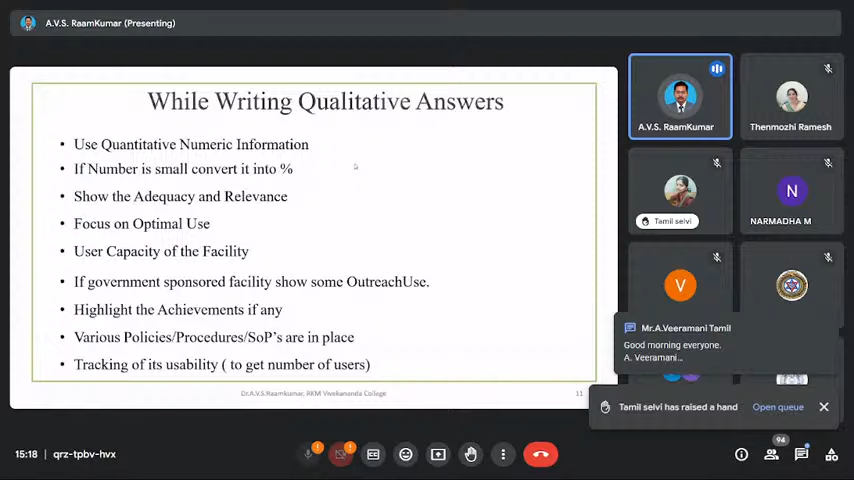 A.V.S. RaamKumar (Presenting)
While Writing Qualitative Answers
• Use Quantitative Numeric Information
• If Number is small convert it into %
• Show the Adequacy and Relevance
• Focus on Optimal Use
• User Capacity of the Facility
• If government sponsored facility show some OutreachUse.
• Highlight the Achievements if any
• Various Policies/Procedures/SoP's are in place
• Tracking of its usability ( to get number of users)
Dr.A.V.S.Raamkumar, RKM Vivekananda College
11
A.V.S. RaamKumar
Thenmozhi Ramesh
Tamil selvi
N
NARMADHA M
V
Mr.A.Veeramani Tamil
Good morning everyone.
A. Veeramani...
Tamil selvi has raised a hand
Open queue
15:18 | qrz-tpbv-hvx
94